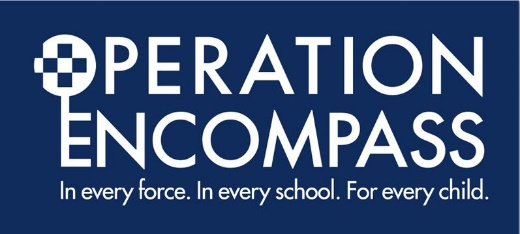 OPERATION
ENCOMPASS
In every force. In every school. For every child.